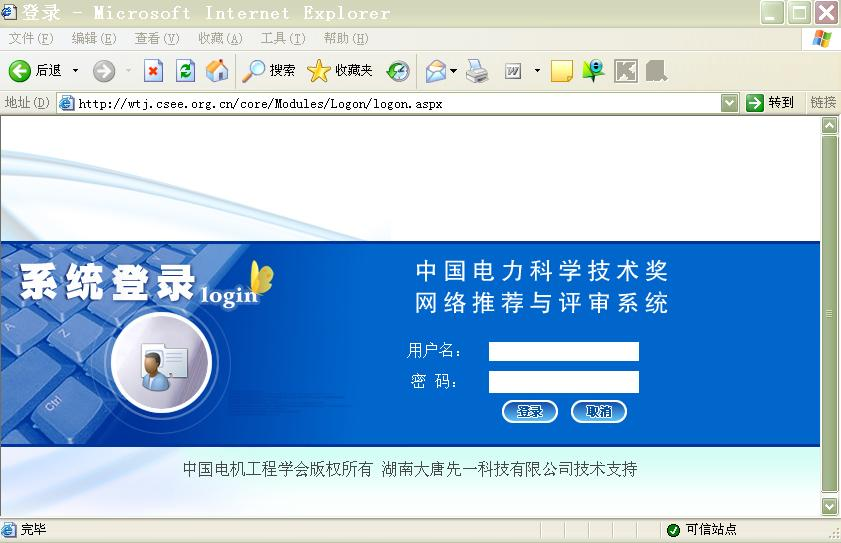 登录 - Microsoft Internet Explorer
文件(F) 编辑(E) 查看(V) 收藏(A) 工具(T) 帮助(H)
后退 搜索 收藏夹
地址(D) http://wtj.csee.org.cn/core/Modules/Logon/logon.aspx 转到 链接
系统登录 login
中国电力科学技术奖
网络推荐与评审系统
用户名：
密 码：
登录 取消
中国电机工程学会版权所有 湖南大唐先一科技有限公司技术支持
完毕 可信站点